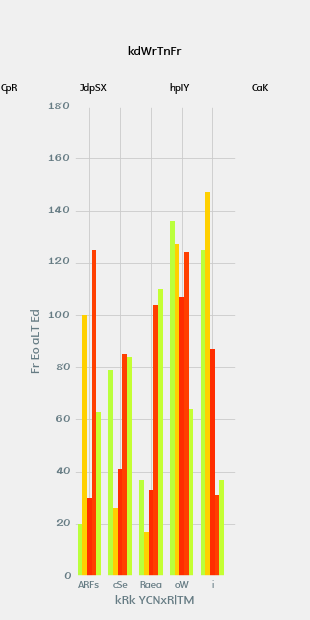 kdWrTnFr
CpR JdpSX hpIY CaK
180
160
140
120
100
80
60
40
20
0
Fr Eo aLT Ed
ARFs cSe Raea oW i
kRk YCNxRlTM